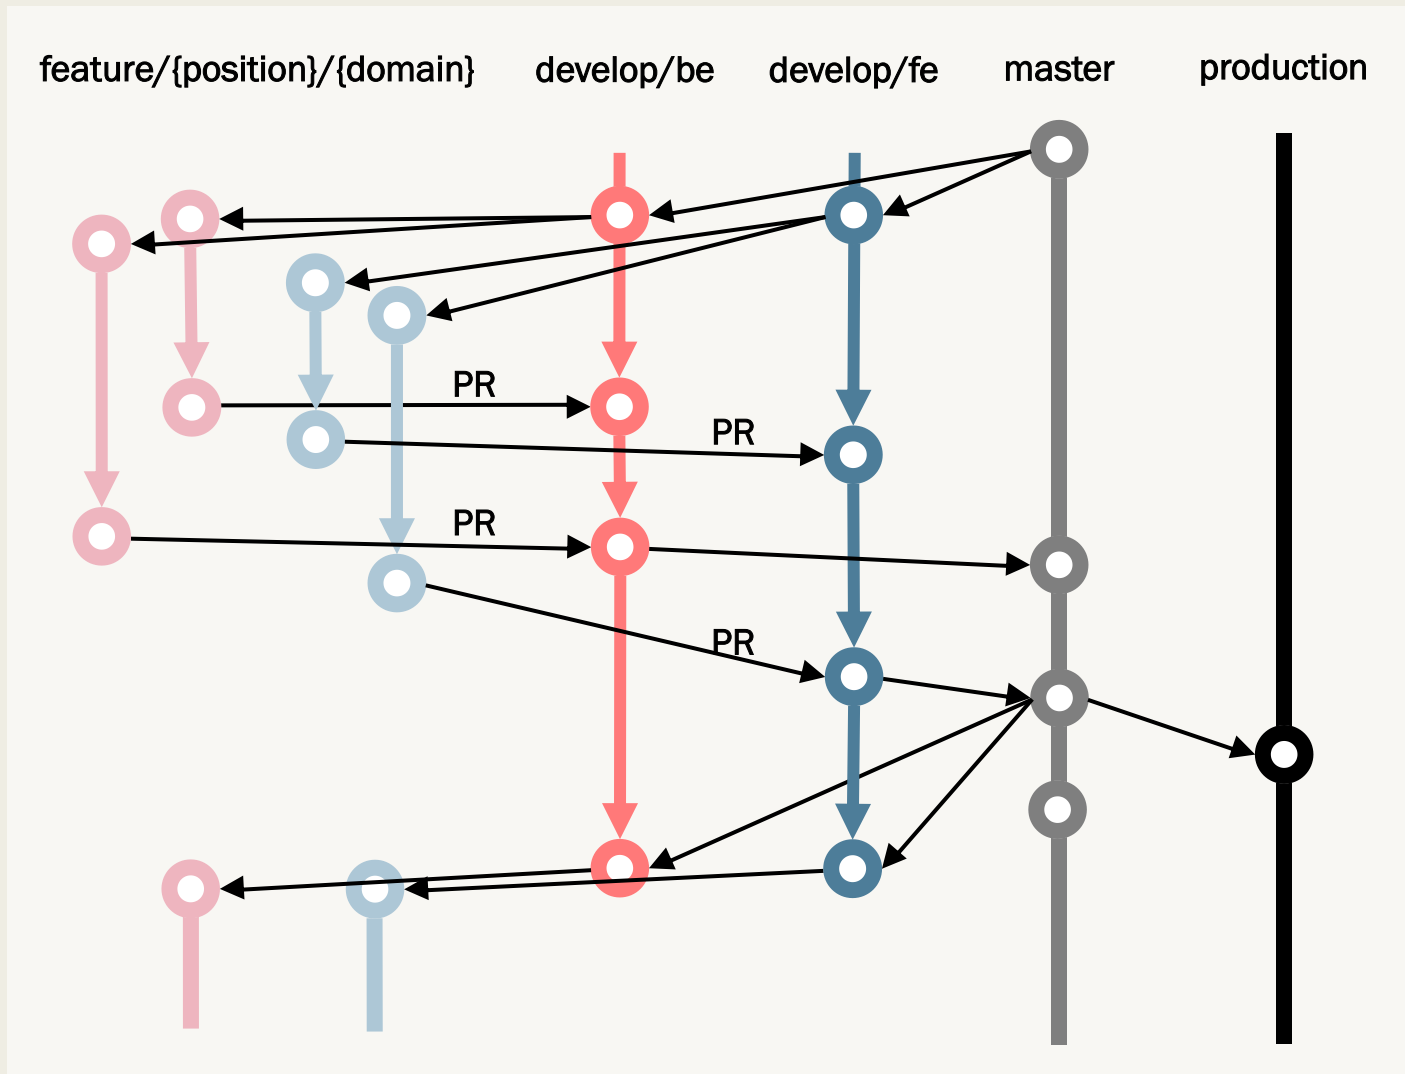 feature/{position}/{domain}
develop/be
develop/fe
master
production
PR
PR
PR
PR